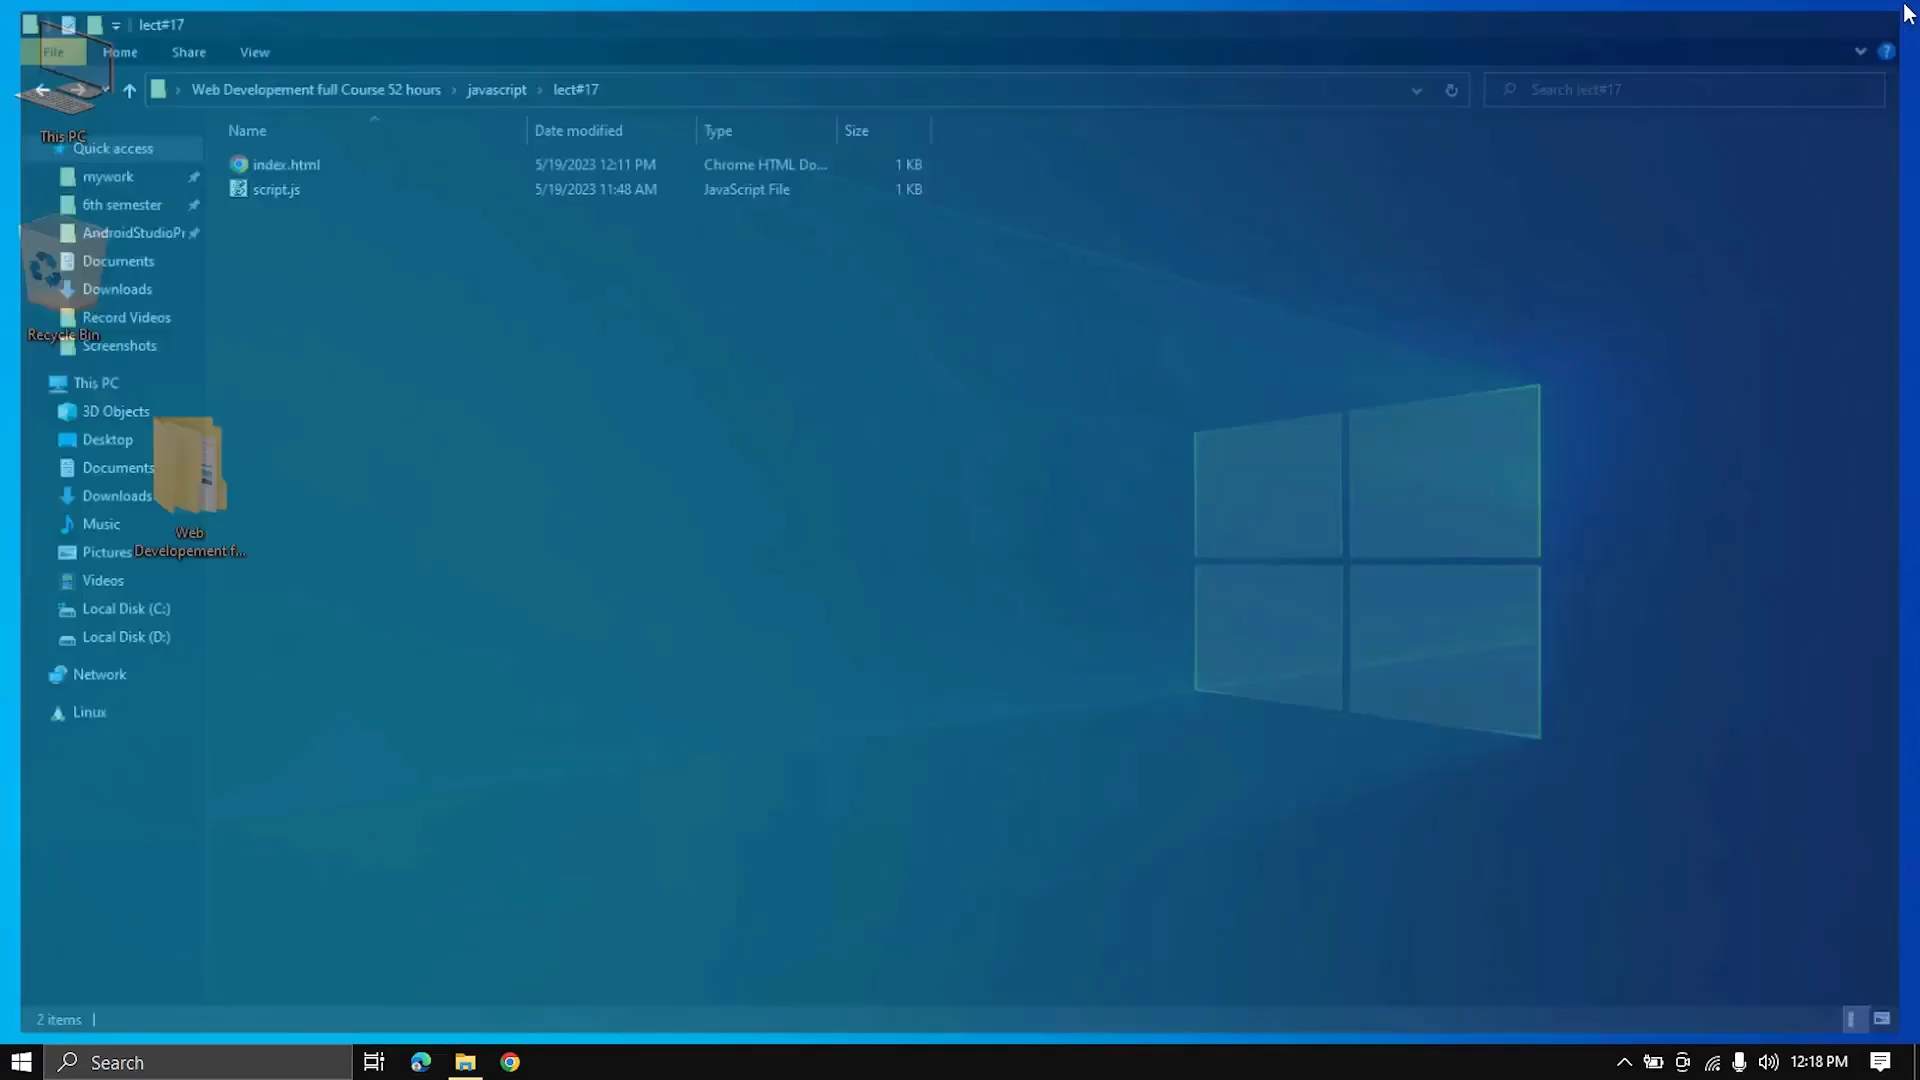 lect#17
File Home Share View
Web Developement full Course 52 hours javascript lect#17
Search lect#17
This PC
Name Date modified Type Size
Quick access
index.html 5/19/2023 12:11 PM Chrome HTML Do... 1 KB
mywork
script.js 5/19/2023 11:48 AM JavaScript File 1 KB
6th semester
AndroidStudioPr
Documents
Downloads
Record Videos
Recycle Bin
Screenshots
This PC
3D Objects
Desktop
Documents
Downloads
Music
Web
Developement f...
Pictures
Videos
Local Disk (C:)
Local Disk (D:)
Network
Linux
2 items
Search
12:18 PM